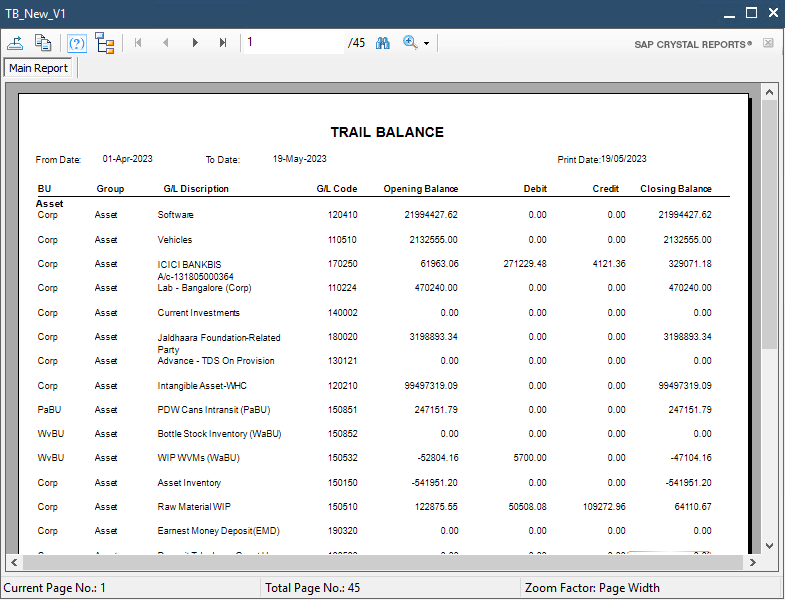 TB_New_V1
1 /45 SAP CRYSTAL REPORTS®
Main Report
TRAIL BALANCE
From Date: 01-Apr-2023 To Date: 19-May-2023 Print Date:19/05/2023
BU Group G/L Discription G/L Code Opening Balance Debit Credit Closing Balance
Asset
Corp Asset Software 120410 21994427.62 0.00 0.00 21994427.62
Corp Asset Vehicles 110510 2132555.00 0.00 0.00 2132555.00
Corp Asset ICICI BANKBIS 170250 61963.06 271229.48 4121.36 329071.18
A/c-131805000364
Corp Asset Lab - Bangalore (Corp) 110224 470240.00 0.00 0.00 470240.00
Corp Asset Current Investments 140002 0.00 0.00 0.00 0.00
Corp Asset Jaldhaara Foundation-Related 180020 3198893.34 0.00 0.00 3198893.34
Party
Corp Asset Advance - TDS On Provision 130121 0.00 0.00 0.00 0.00
Corp Asset Intangible Asset-WHC 120210 99497319.09 0.00 0.00 99497319.09
PaBU Asset PDW Cans Intransit (PaBU) 150851 247151.79 0.00 0.00 247151.79
WvBU Asset Bottle Stock Inventory (WaBU) 150852 0.00 0.00 0.00 0.00
WvBU Asset WIP WVMs (WaBU) 150532 -52804.16 5700.00 0.00 -47104.16
Corp Asset Asset Inventory 150150 -541951.20 0.00 0.00 -541951.20
Corp Asset Raw Material WIP 150510 122875.55 50508.08 109272.96 64110.67
Corp Asset Earnest Money Deposit(EMD) 190320 0.00 0.00 0.00 0.00
Current Page No.: 1 Total Page No.: 45 Zoom Factor: Page Width